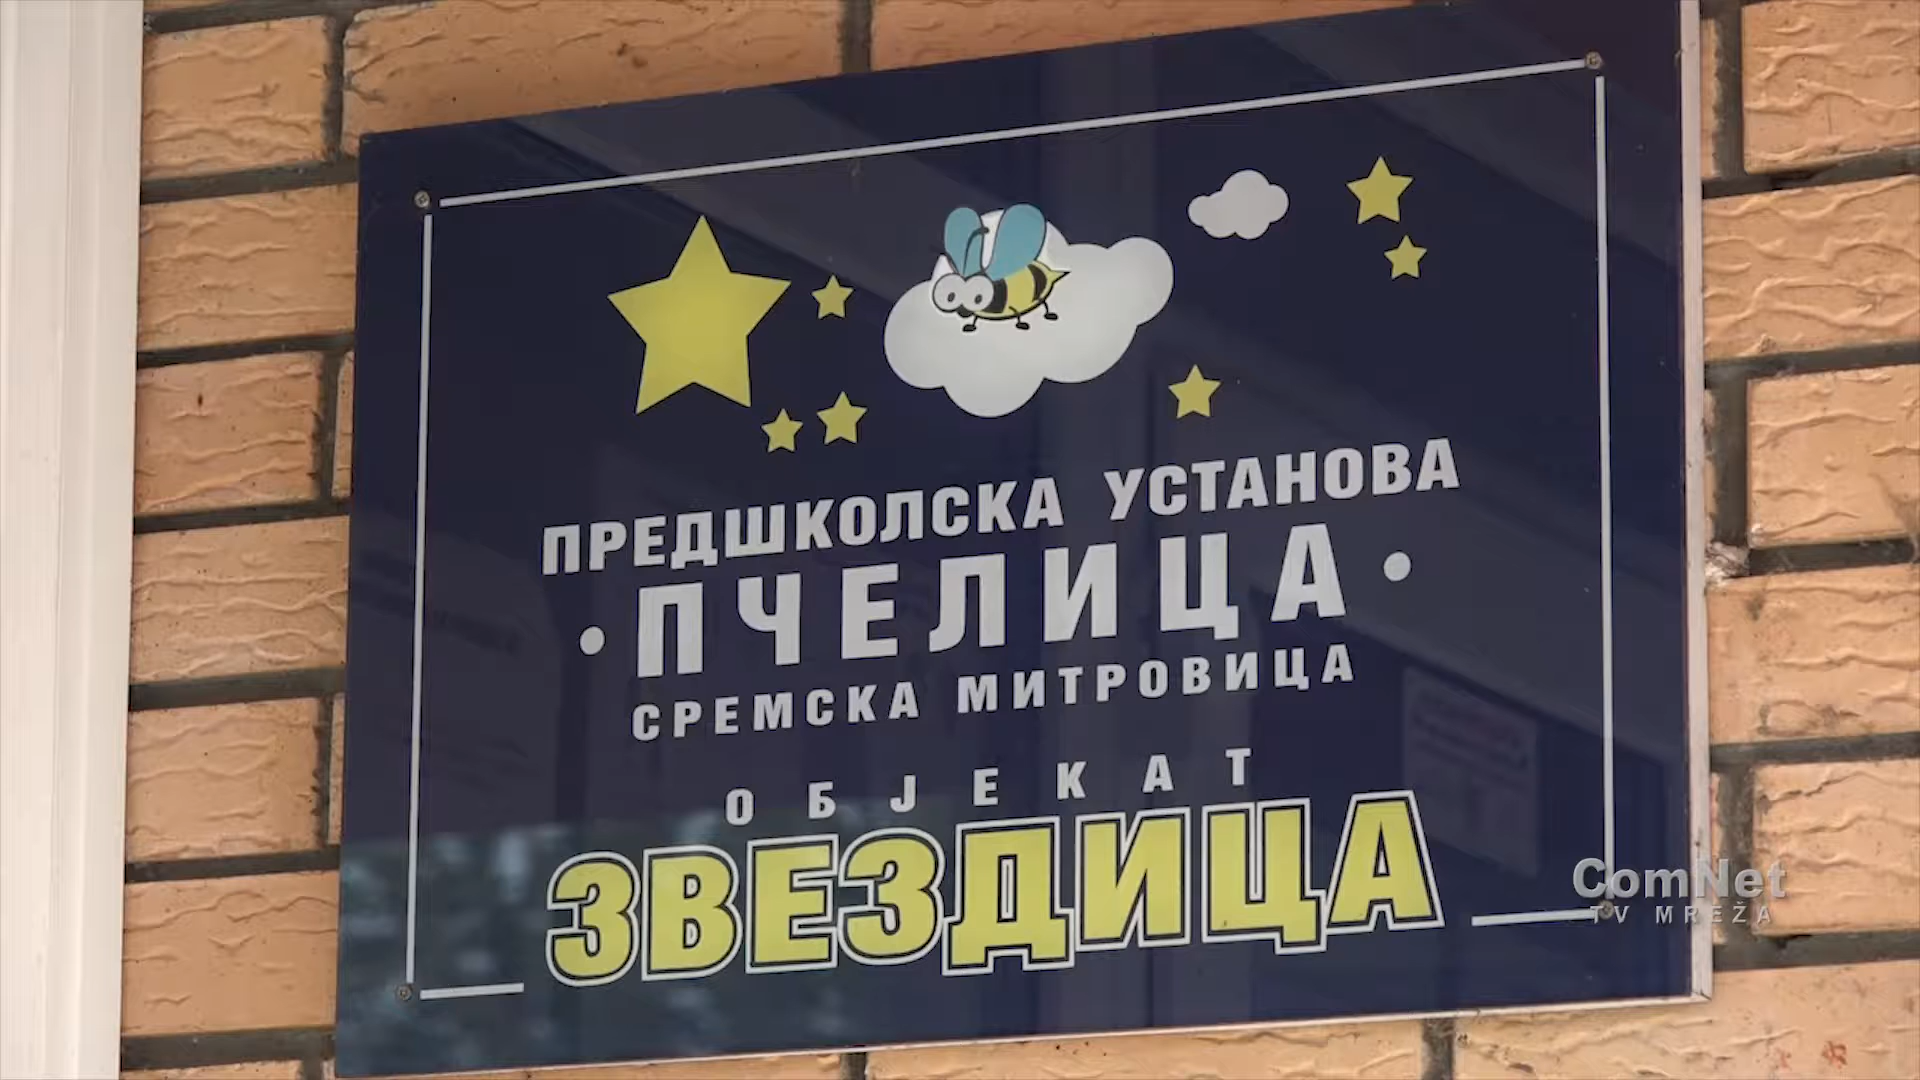 ПРЕДШКОЛСКА УСТАНОВА
•ПЧЕЛИЦА•
СРЕМСКА МИТРОВИЦА
ОБЈЕКАТ
ЗВЕЗДИЦА
ComNet
TV MREŽA